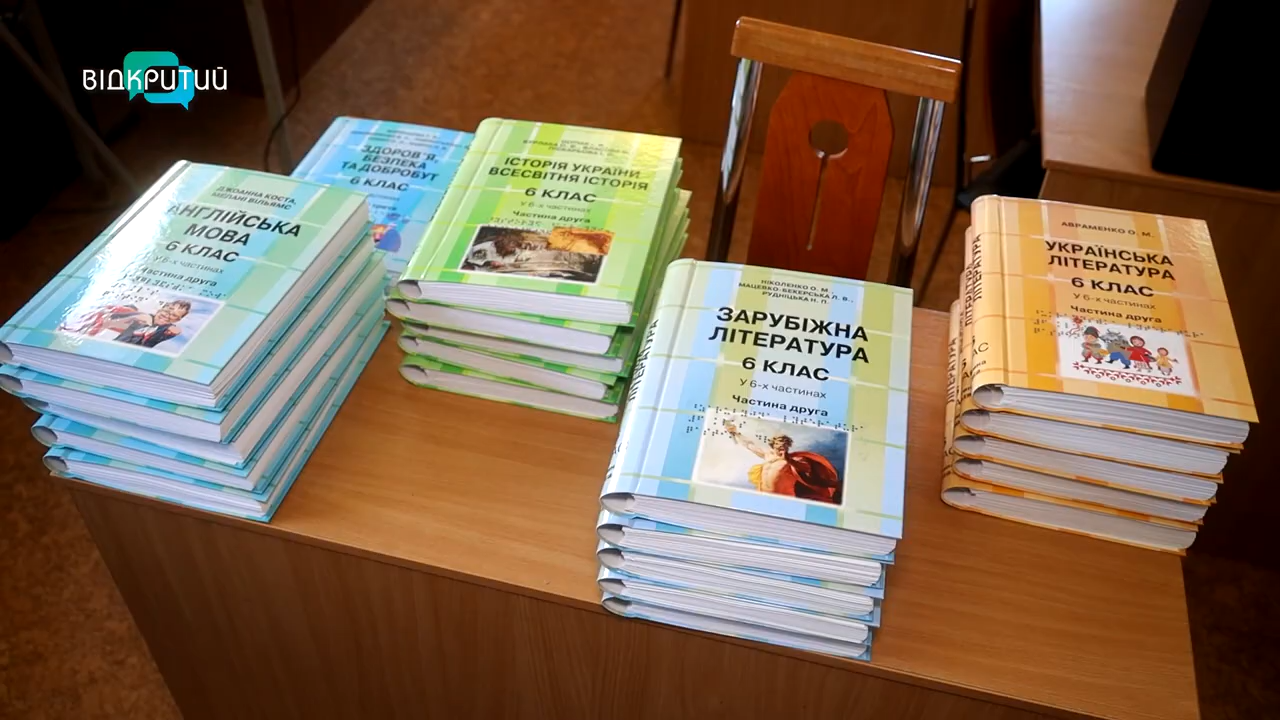 ВІДКРИТИЙ
ДЖОАННА КОСТА,
МЕЛАНІ ВІЛЬЯМС
АНГЛІЙСЬКА
МОВА
6 КЛАС
У 6-х частинах
Частина друга
ЗДОРОВ'Я,
БЕЗПЕКА
ТА ДОБРОБУТ
6 КЛАС
ІСТОРІЯ УКРАЇНИ
ВСЕСВІТНЯ ІСТОРІЯ
6 КЛАС
У 6-х частинах
Частина друга
НІКОЛЕНКО О. М.
МАЦЕВКО-БЕКЕРСЬКА Л. В.,
РУДНІЦЬКА Н. П.
ЗАРУБІЖНА
ЛІТЕРАТУРА
6 КЛАС
У 6-х частинах
Частина друга
АВРАМЕНКО О. М.
УКРАЇНСЬКА
ЛІТЕРАТУРА
6 КЛАС
У 6-х частинах
Частина друга